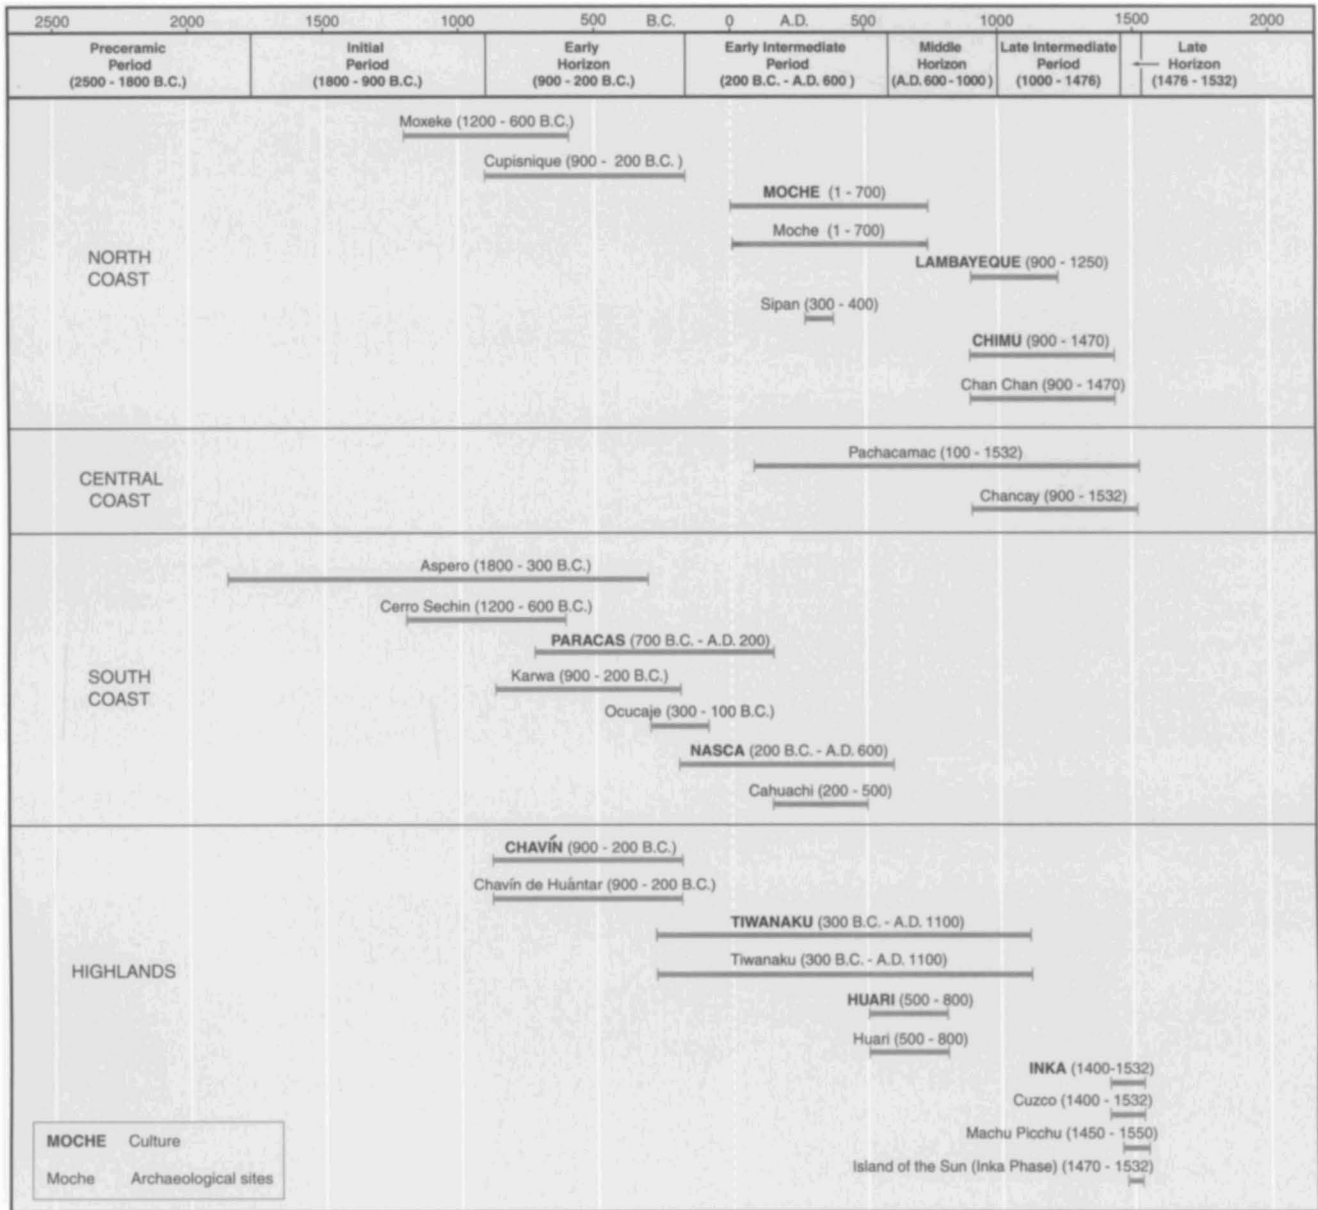 2500 2000 1500 1000 500 B.C. 0 A.D. 500 1000 1500 2000
Preceramic
Period
(2500 - 1800 B.C.)
Initial
Period
(1800 - 900 B.C.)
Early
Horizon
(900 - 200 B.C.)
Early Intermediate
Period
(200 B.C. - A.D. 600 )
Middle
Horizon
(A.D. 600 - 1000)
Late Intermediate
Period
(1000 - 1476)
Late
Horizon
(1476 - 1532)
NORTH
COAST
Moxeke (1200 - 600 B.C.)
Cupisnique (900 - 200 B.C. )
MOCHE (1 - 700)
Moche (1 - 700)
LAMBAYEQUE (900 - 1250)
Sipan (300 - 400)
CHIMU (900 - 1470)
Chan Chan (900 - 1470)
CENTRAL
COAST
Pachacamac (100 - 1532)
Chancay (900 - 1532)
SOUTH
COAST
Aspero (1800 - 300 B.C.)
Cerro Sechin (1200 - 600 B.C.)
PARACAS (700 B.C. - A.D. 200)
Karwa (900 - 200 B.C.)
Ocucaje (300 - 100 B.C.)
NASCA (200 B.C. - A.D. 600)
Cahuachi (200 - 500)
HIGHLANDS
CHAVÍN (900 - 200 B.C.)
Chavín de Huántar (900 - 200 B.C.)
TIWANAKU (300 B.C. - A.D. 1100)
Tiwanaku (300 B.C. - A.D. 1100)
HUARI (500 - 800)
Huari (500 - 800)
INKA (1400-1532)
Cuzco (1400 - 1532)
Machu Picchu (1450 - 1550)
Island of the Sun (Inka Phase) (1470 - 1532)
MOCHE Culture
Moche Archaeological sites